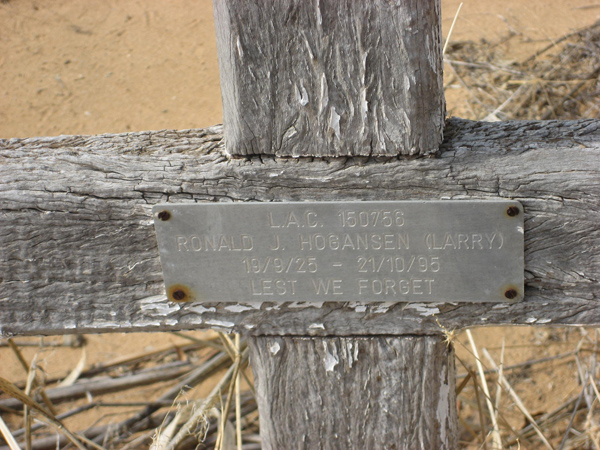 L.A.C. 150756
RONALD J. HOGANSEN (LARRY)
19/9/25 - 21/10/95
LEST WE FORGET